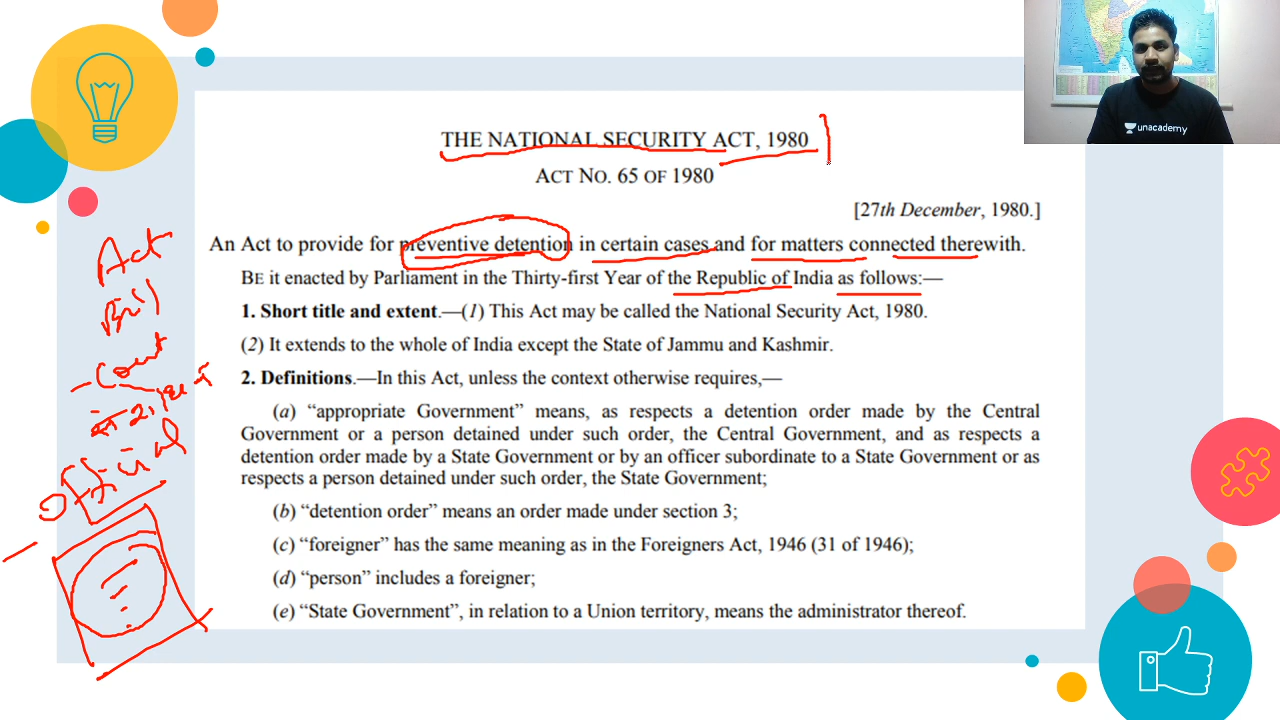 unacademy
THE NATIONAL SECURITY ACT, 1980
ACT NO. 65 OF 1980
[27th December, 1980.]
An Act to provide for preventive detention in certain cases and for matters connected therewith.
BE it enacted by Parliament in the Thirty-first Year of the Republic of India as follows:—
1. Short title and extent.—(1) This Act may be called the National Security Act, 1980.
(2) It extends to the whole of India except the State of Jammu and Kashmir.
2. Definitions.—In this Act, unless the context otherwise requires,—
(a) “appropriate Government” means, as respects a detention order made by the Central
Government or a person detained under such order, the Central Government, and as respects a
detention order made by a State Government or by an officer subordinate to a State Government or as
respects a person detained under such order, the State Government;
(b) “detention order” means an order made under section 3;
(c) “foreigner” has the same meaning as in the Foreigners Act, 1946 (31 of 1946);
(d) “person” includes a foreigner;
(e) “State Government”, in relation to a Union territory, means the administrator thereof.
Act
Bill